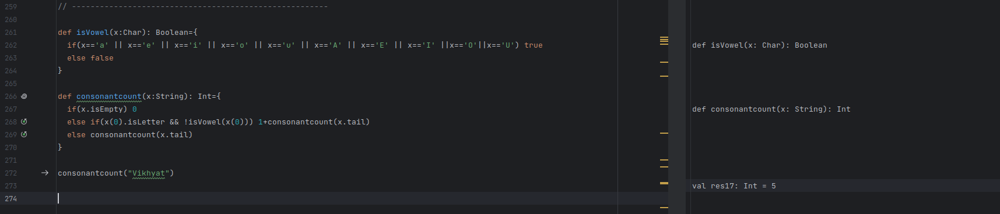 259 // -------------------------------------------------------
260
261 def isVowel(x:Char): Boolean={
262 if(x=='a' || x=='e' || x=='i' || x=='o' || x=='u' || x=='A' || x=='E' || x=='I' ||x=='O'||x=='U') true
def isVowel(x: Char): Boolean
263 else false
264 }
265
266 def consonantcount(x:String): Int={
267 if(x.isEmpty) 0
def consonantcount(x: String): Int
268 else if(x(0).isLetter && !isVowel(x(0))) 1+consonantcount(x.tail)
269 else consonantcount(x.tail)
270 }
271
272 consonantcount("Vikhyat")
273
val res17: Int = 5
274